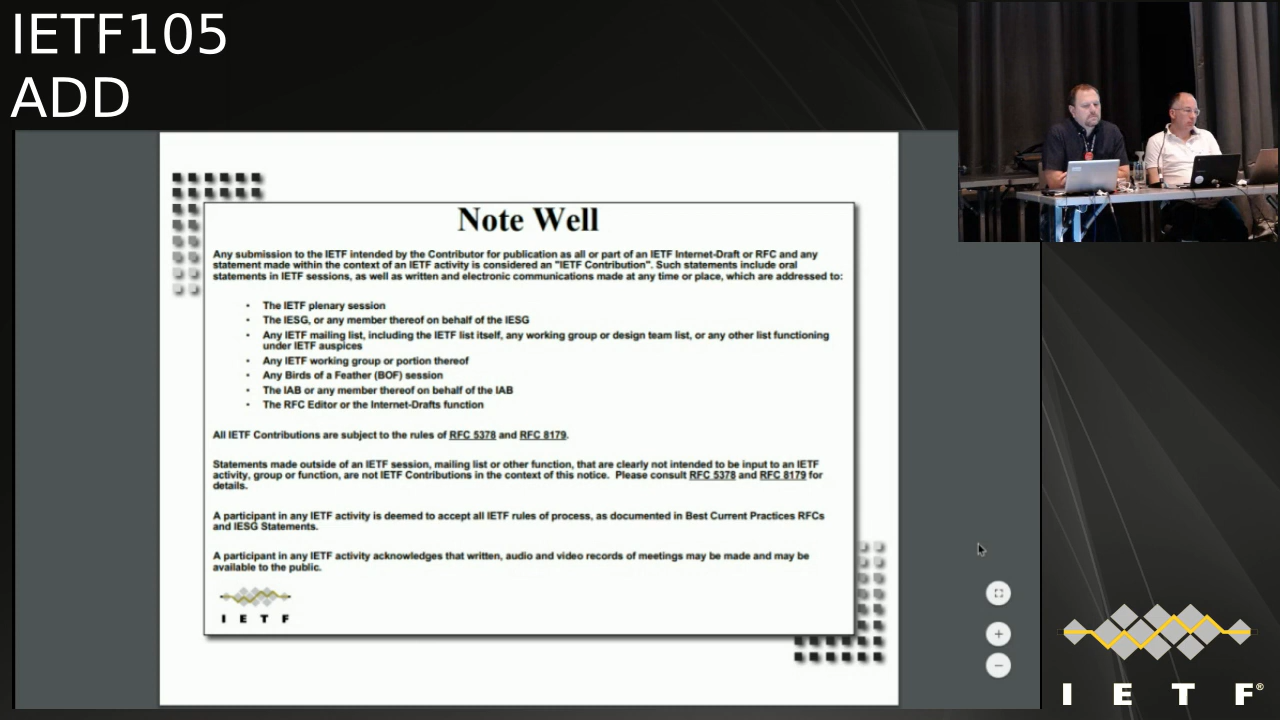 IETF105
ADD
Note Well
Any submission to the IETF intended by the Contributor for publication as all or part of an IETF Internet-Draft or RFC and any
statement made within the context of an IETF activity is considered an "IETF Contribution". Such statements include oral
statements in IETF sessions, as well as written and electronic communications made at any time or place, which are addressed to:
• The IETF plenary session
• The IESG, or any member thereof on behalf of the IESG
• Any IETF mailing list, including the IETF list itself, any working group or design team list, or any other list functioning
under IETF auspices
• Any IETF working group or portion thereof
• Any Birds of a Feather (BOF) session
• The IAB or any member thereof on behalf of the IAB
• The RFC Editor or the Internet-Drafts function
All IETF Contributions are subject to the rules of RFC 5378 and RFC 8179.
Statements made outside of an IETF session, mailing list or other function, that are clearly not intended to be input to an IETF
activity, group or function, are not IETF Contributions in the context of this notice.  Please consult RFC 5378 and RFC 8179 for
details.
A participant in any IETF activity is deemed to accept all IETF rules of process, as documented in Best Current Practices RFCs
and IESG Statements.
A participant in any IETF activity acknowledges that written, audio and video records of meetings may be made and may be
available to the public.
I E T F
I E T F®